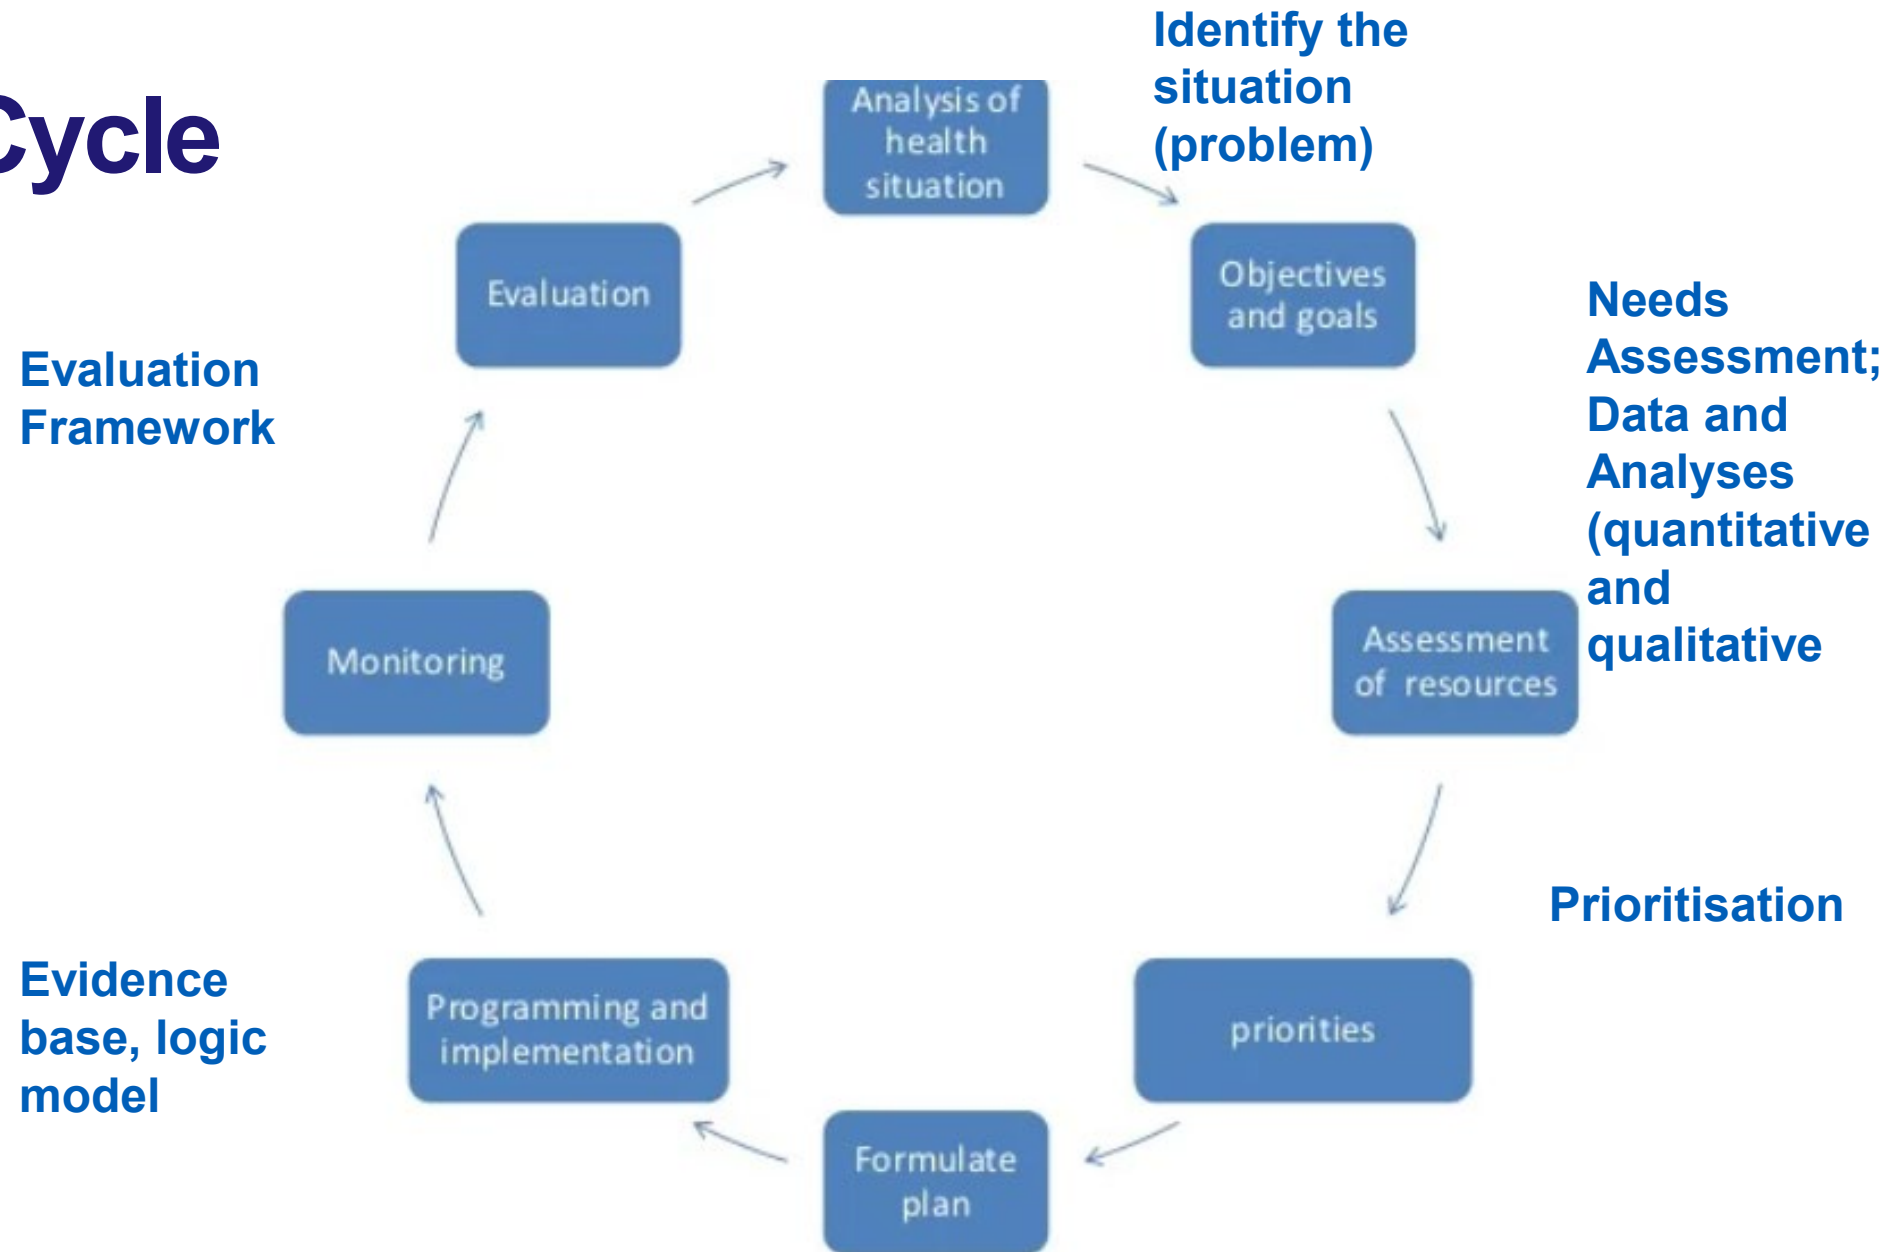 Cycle
Identify the
situation
(problem)
Analysis of
health
situation
Objectives
and goals
Needs
Assessment;
Data and
Analyses
(quantitative
and
qualitative
Assessment
of resources
Prioritisation
priorities
Formulate
plan
Programming and
implementation
Evidence
base, logic
model
Monitoring
Evaluation
Framework
Evaluation